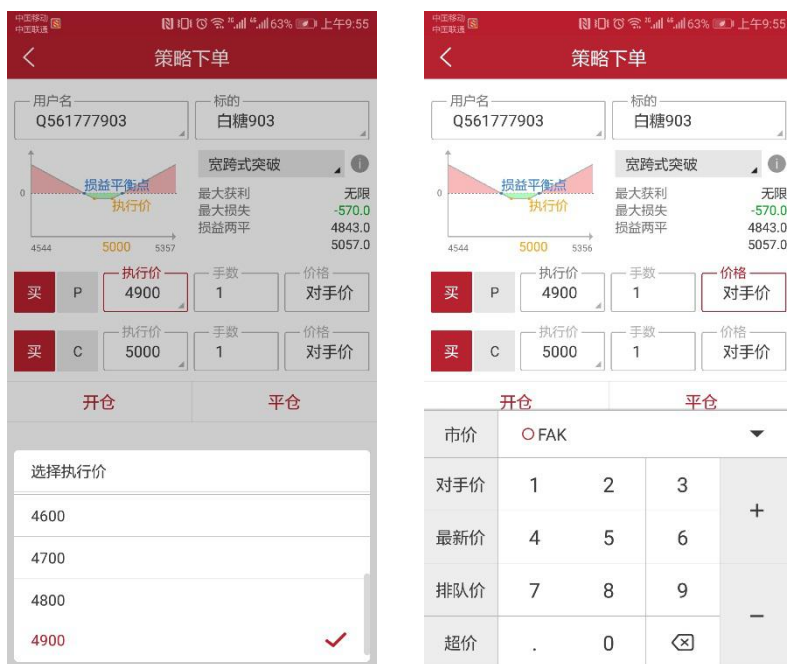 中国移动
中国联通
63%
上午9:55
策略下单
用户名
Q561777903
标的
白糖903
宽跨式突破
i
0
损益平衡点
执行价
4544
5000
5357
最大获利
无限
最大损失
-570.0
损益两平
4843.0
5057.0
买
P
执行价
4900
手数
1
价格
对手价
买
C
执行价
5000
手数
1
价格
对手价
开仓
平仓
选择执行价
4600
4700
4800
4900
中国移动
中国联通
63%
上午9:55
策略下单
用户名
Q561777903
标的
白糖903
宽跨式突破
i
0
损益平衡点
执行价
4544
5000
5356
最大获利
无限
最大损失
-570.0
损益两平
4843.0
5057.0
买
P
执行价
4900
手数
1
价格
对手价
买
C
执行价
5000
手数
1
价格
对手价
开仓
平仓
市价
FAK
对手价
1
2
3
+
最新价
4
5
6
排队价
7
8
9
−
超价
.
0